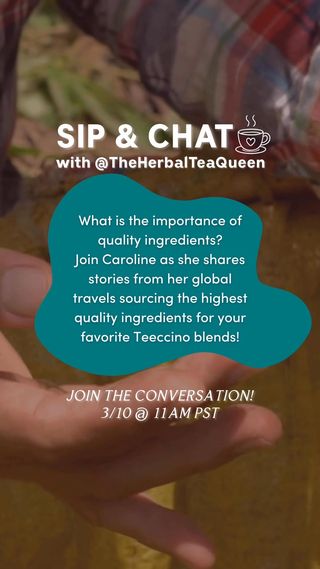 SIP & CHAT
with @TheHerbalTeaQueen
What is the importance of
quality ingredients?
Join Caroline as she shares
stories from her global
travels sourcing the highest
quality ingredients for your
favorite Teeccino blends!
JOIN THE CONVERSATION!
3/10 @ 11AM PST